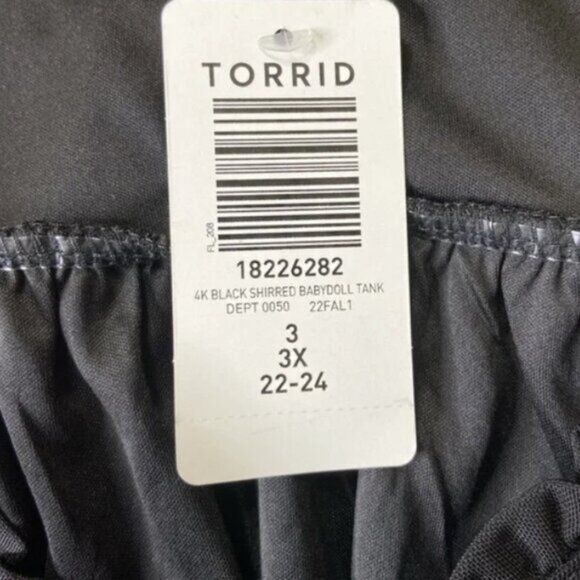 TORRID
FL_208
18226282
4K BLACK SHIRRED BABYDOLL TANK
DEPT 0050 22FAL1
3
3X
22-24